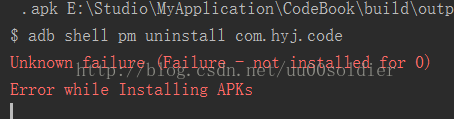 .apk E:\Studio\MyApplication\CodeBook\build\outp
$ adb shell pm uninstall com.hyj.code
Unknown failure (Failure - not installed for 0)
http://blog.csdn.net/uu00soldier
Error while Installing APKs